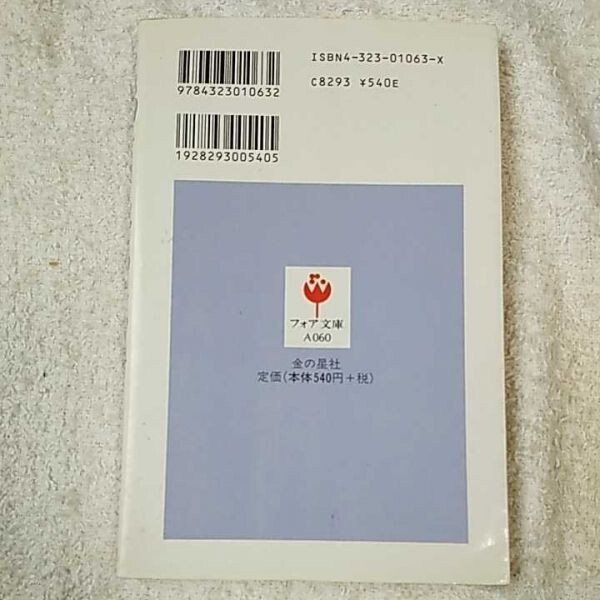 ISBN4-323-01063-X
C8293 ¥540E
9784323010632
1928293005405
フォア文庫
A060
金の星社
定価(本体540円+税)